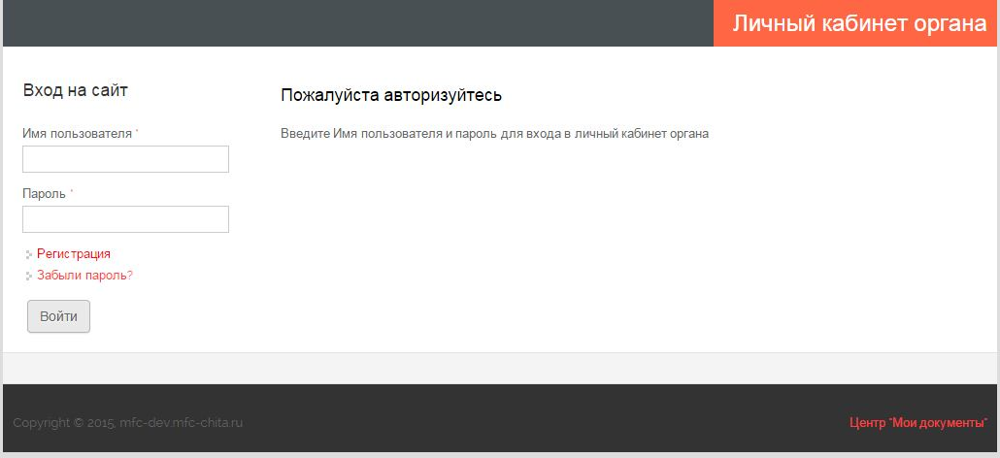 Личный кабинет органа
Вход на сайт
Имя пользователя *
Пароль *
Регистрация
Забыли пароль?
Войти
Пожалуйста авторизуйтесь
Введите Имя пользователя и пароль для входа в личный кабинет органа
Copyright © 2015, mfc-dev.mfc-chita.ru
Центр "Мои документы"